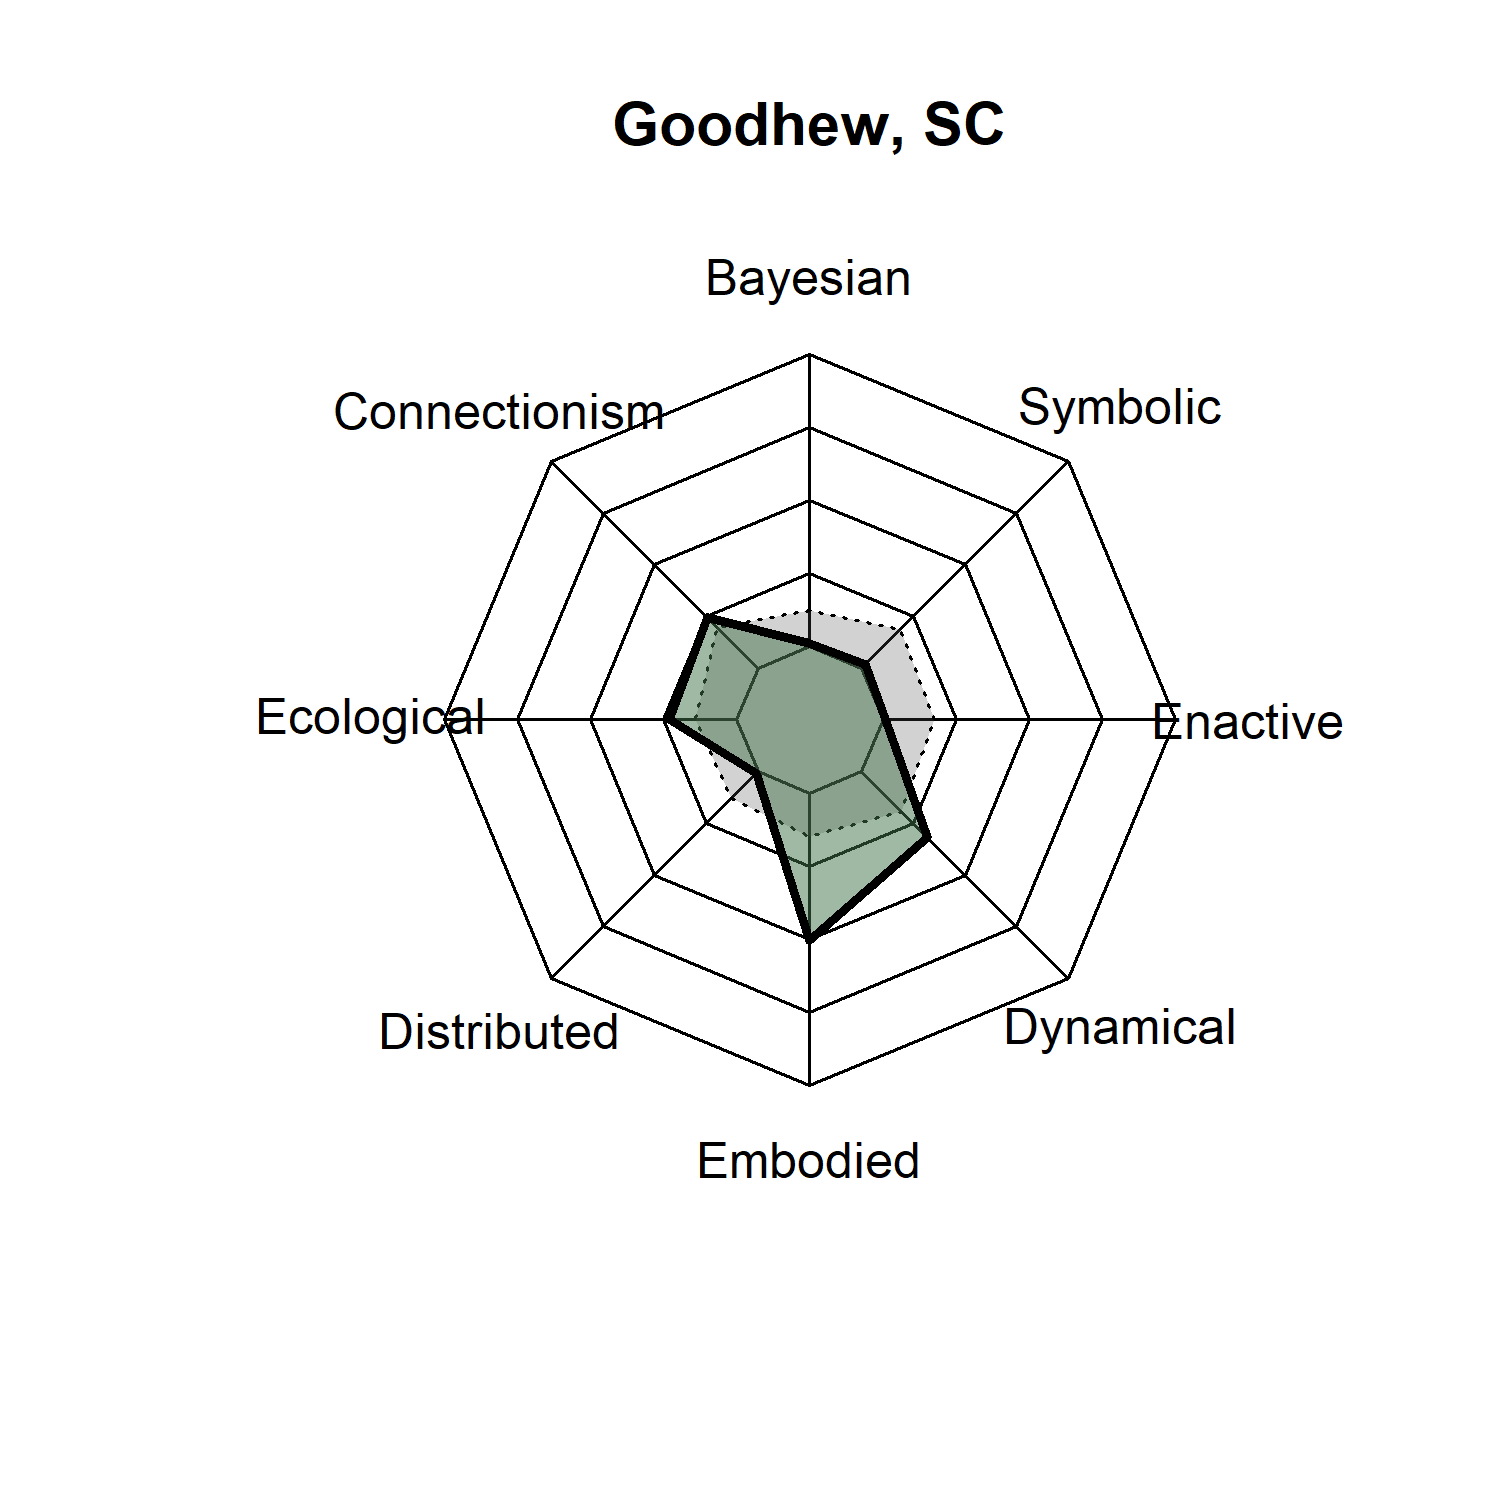 Goodhew, SC
Bayesian
Connectionism
Symbolic
Ecological
Enactive
Distributed
Dynamical
Embodied